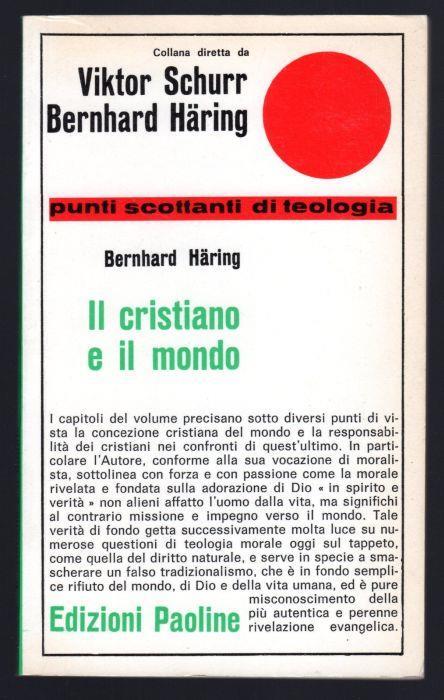 Collana diretta da
Viktor Schurr
Bernhard Häring
punti scottanti di teologia
Bernhard Häring
Il cristiano
e il mondo
I capitoli del volume precisano sotto diversi punti di vi-
sta la concezione cristiana del mondo e la responsabi-
lità dei cristiani nei confronti di quest'ultimo. In parti-
colare l'Autore, conforme alla sua vocazione di morali-
sta, sottolinea con forza e con passione come la morale
rivelata e fondata sulla adorazione di Dio « in spirito e
verità » non alieni affatto l'uomo dalla vita, ma significhi
al contrario missione e impegno verso il mondo. Tale
verità di fondo getta successivamente molta luce su nu-
merose questioni di teologia morale oggi sul tappeto,
come quella del diritto naturale, e serve in specie a sma-
scherare un falso tradizionalismo, che è in fondo sempli-
ce rifiuto del mondo, di Dio e della vita umana, ed è pure
misconoscimento della
più autentica e perenne
rivelazione evangelica.
Edizioni Paoline